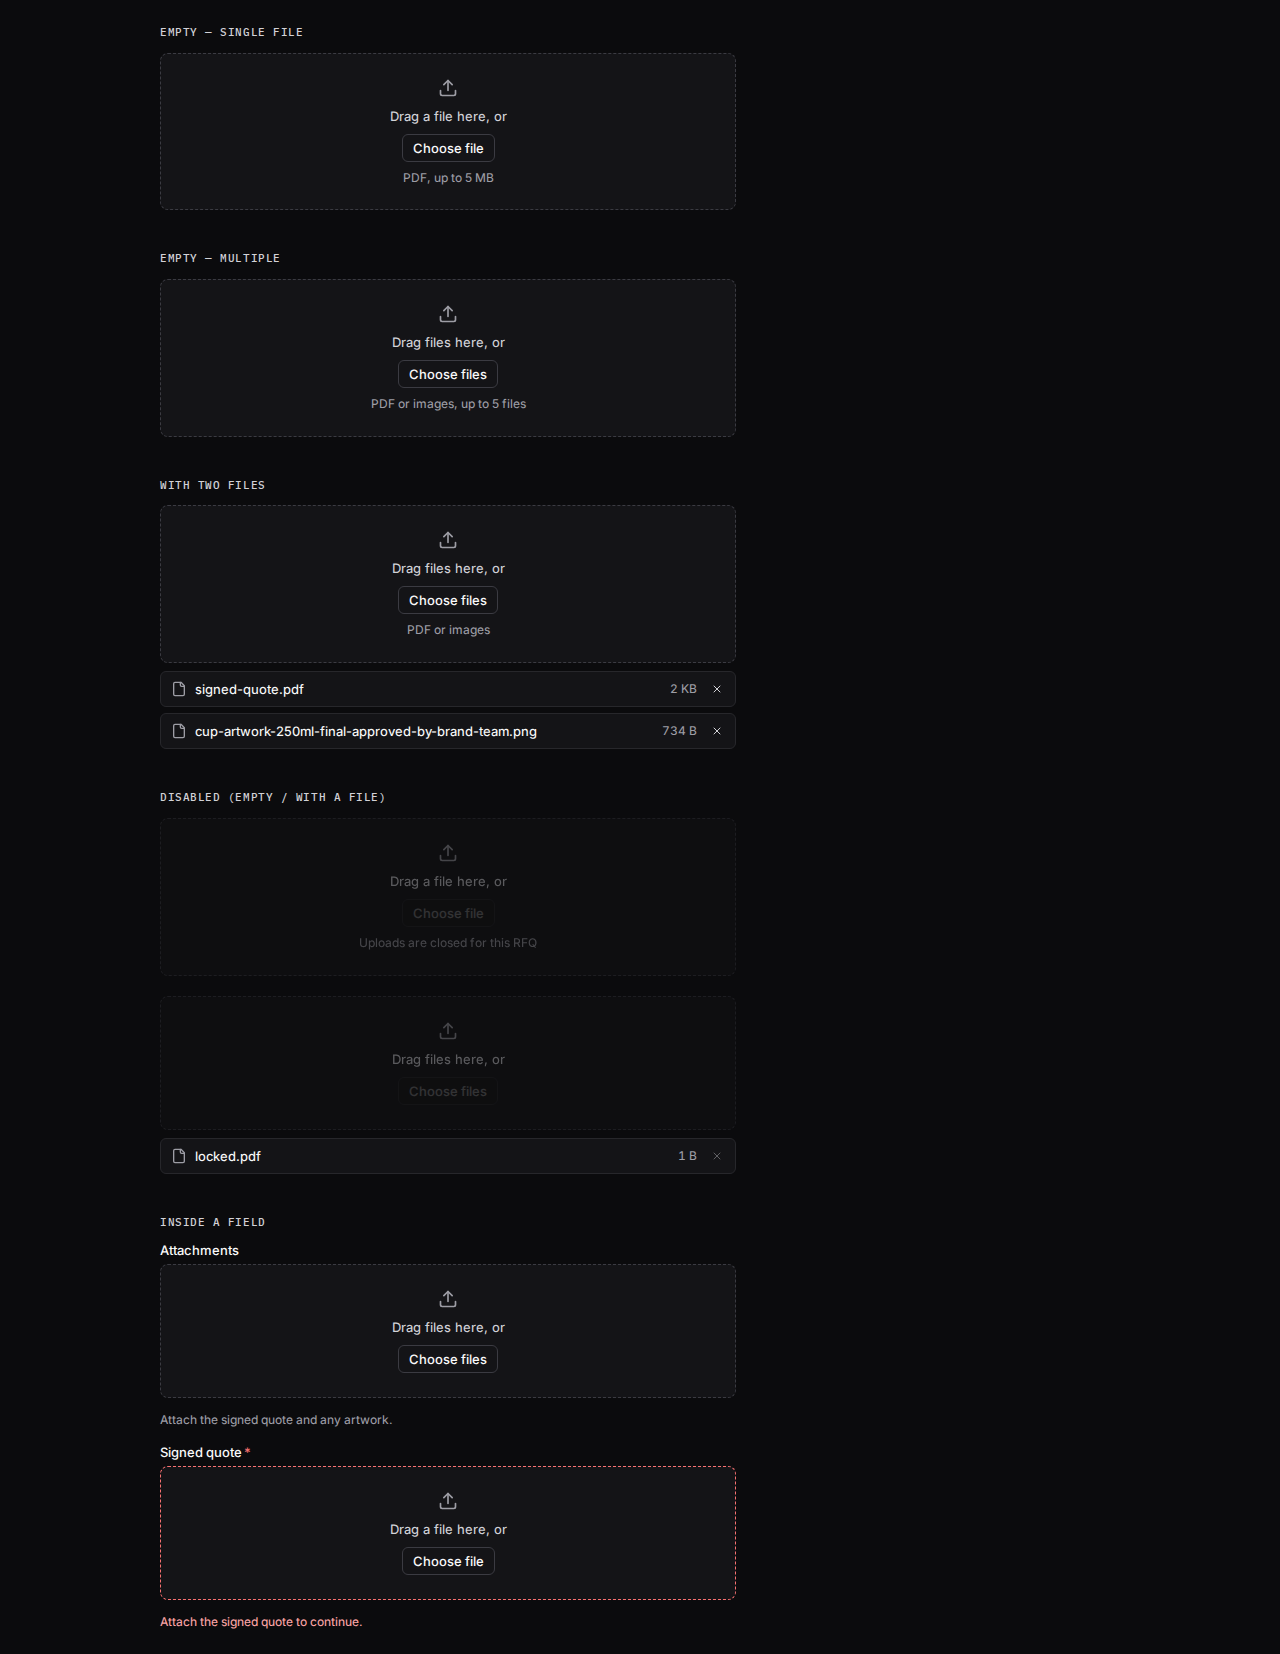 EMPTY — SINGLE FILE
Drag a file here, or
Choose file
PDF, up to 5 MB
EMPTY — MULTIPLE
Drag files here, or
Choose files
PDF or images, up to 5 files
WITH TWO FILES
Drag files here, or
Choose files
PDF or images
signed-quote.pdf 2 KB
cup-artwork-250ml-final-approved-by-brand-team.png 734 B
DISABLED (EMPTY / WITH A FILE)
Drag a file here, or
Choose file
Uploads are closed for this RFQ
Drag files here, or
Choose files
locked.pdf 1 B
INSIDE A FIELD
Attachments
Drag files here, or
Choose files
Attach the signed quote and any artwork.
Signed quote *
Drag a file here, or
Choose file
Attach the signed quote to continue.